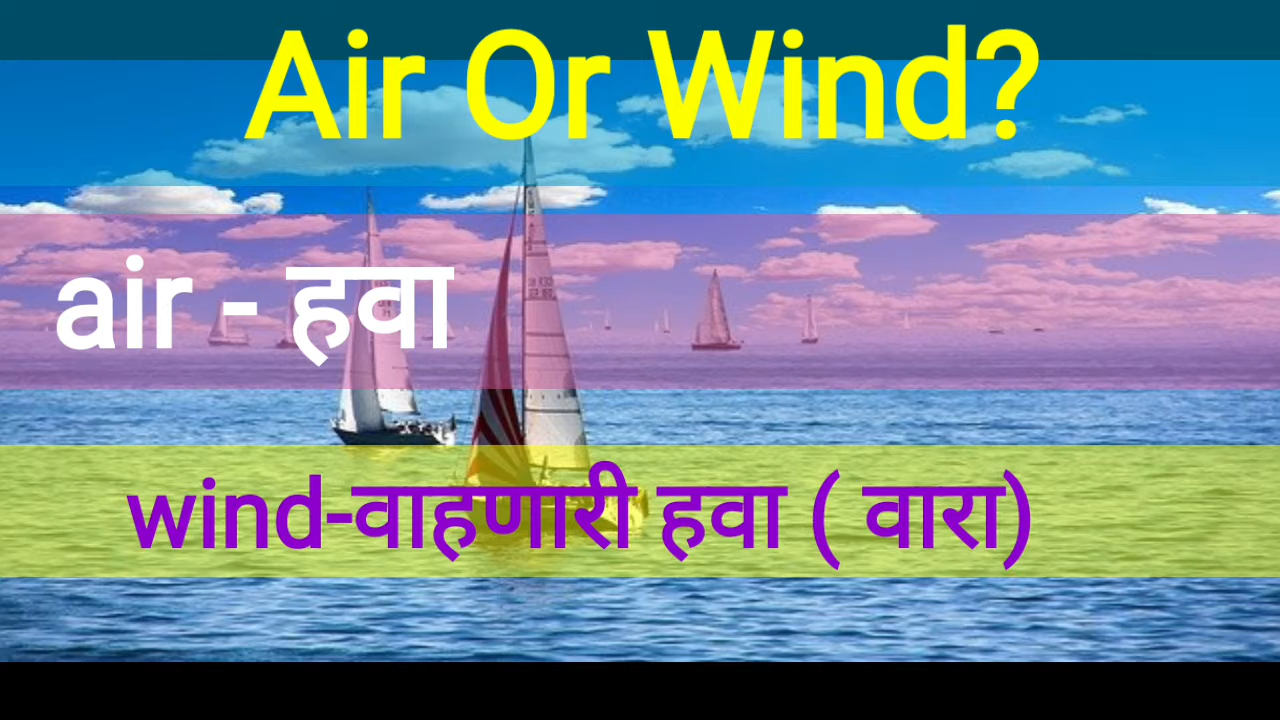 Air Or Wind?
air - हवा
wind-वाहणारी हवा ( वारा)